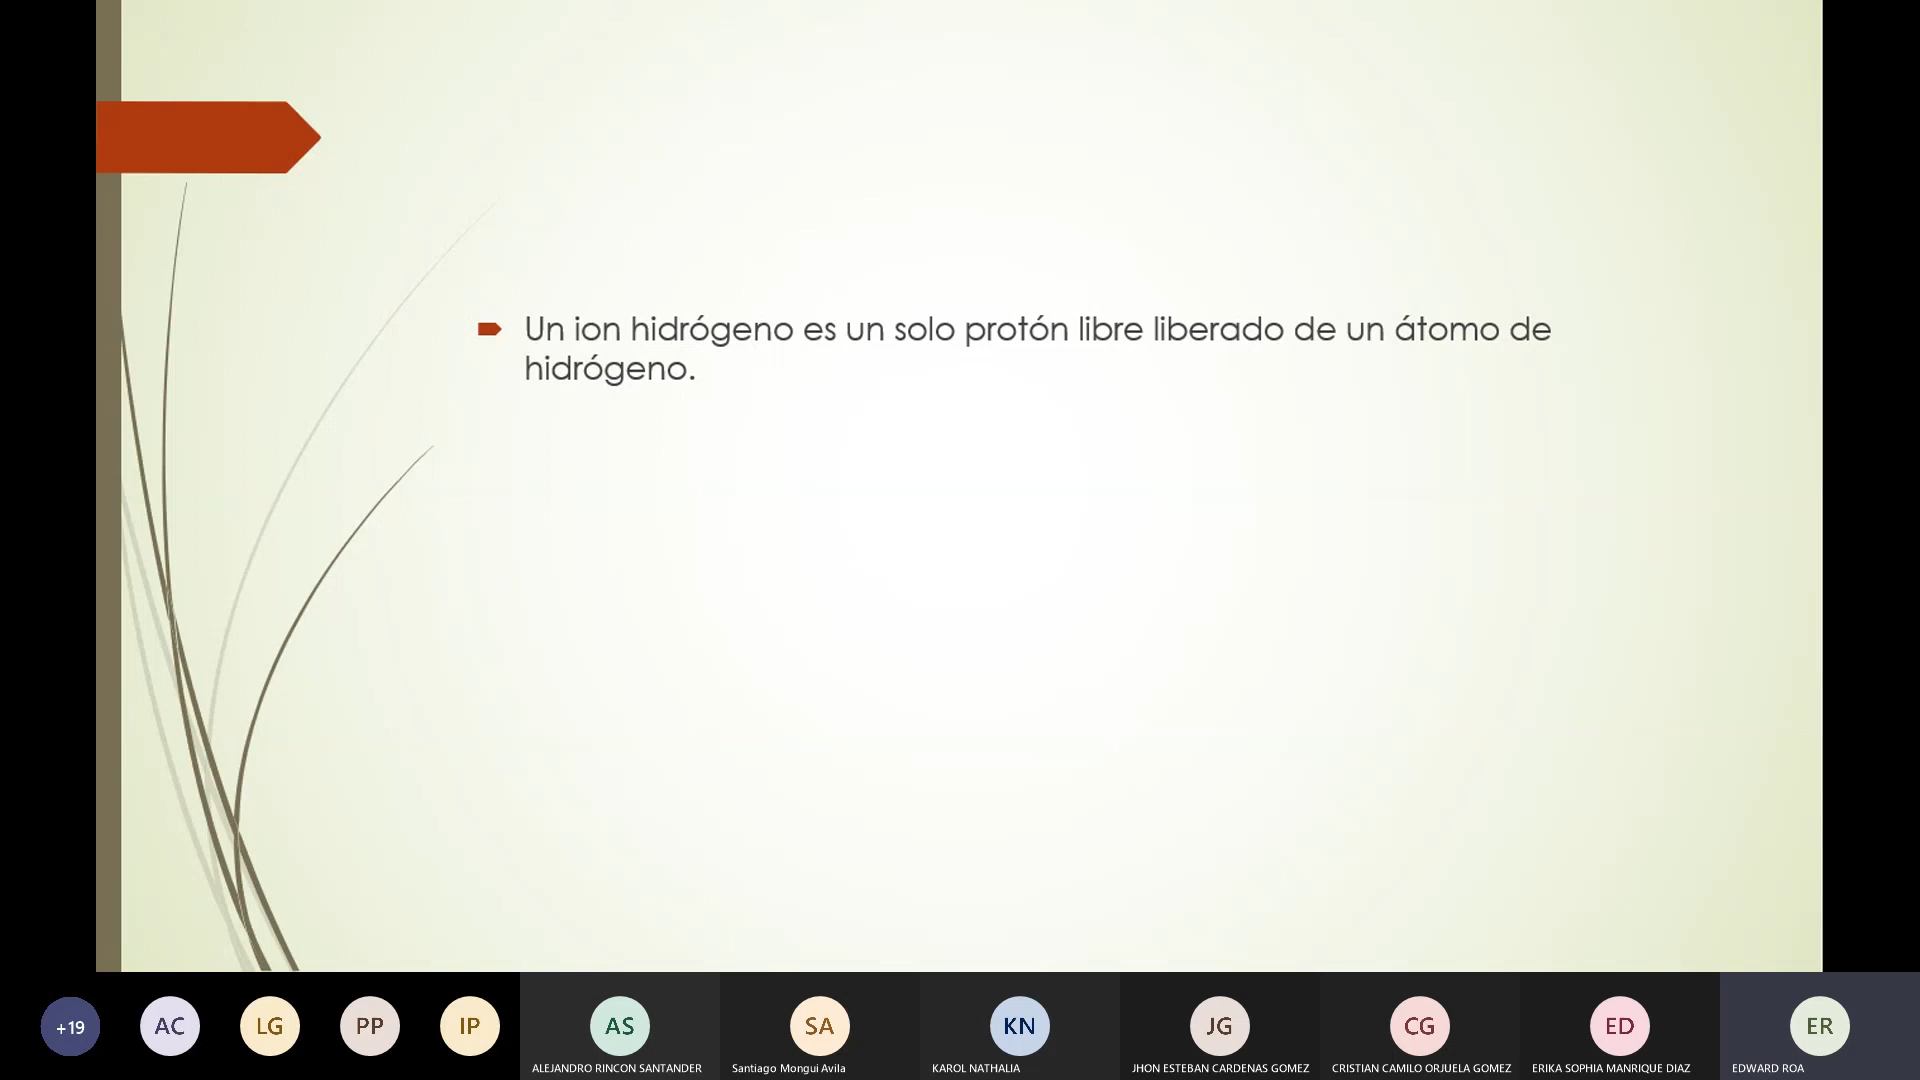 Un ion hidrógeno es un solo protón libre liberado de un átomo de
hidrógeno.
+19
AC
LG
PP
IP
AS
SA
KN
JG
CG
ED
ER
ALEJANDRO RINCON SANTANDER
Santiago Mongui Avila
KAROL NATHALIA
JHON ESTEBAN CARDENAS GOMEZ
CRISTIAN CAMILO ORJUELA GOMEZ
ERIKA SOPHIA MANRIQUE DIAZ
EDWARD ROA